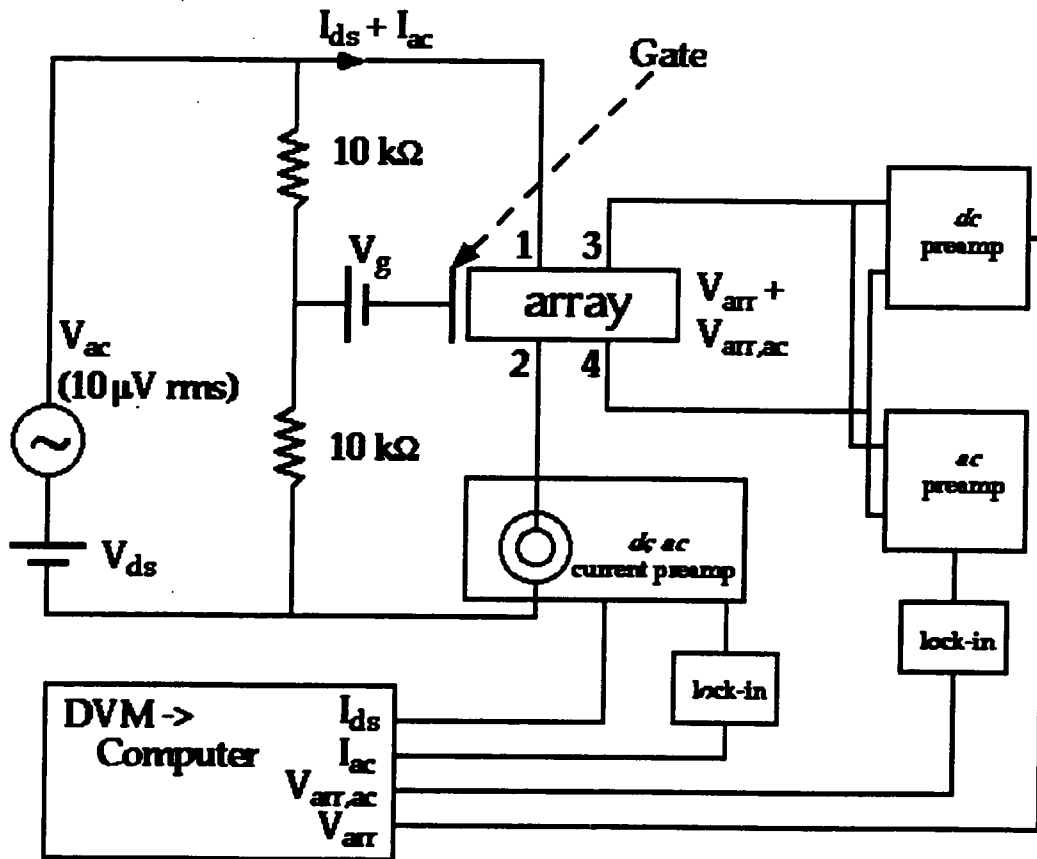 I_ds + I_ac
Gate
10 kΩ
dc
preamp
1
3
V_g
array
V_arr +
V_arr,ac
V_ac
(10 μV rms)
2
4
10 kΩ
ac
preamp
V_ds
dc, ac
current preamp
lock-in
lock-in
DVM ->
Computer
I_ds
I_ac
V_arr,ac
V_arr